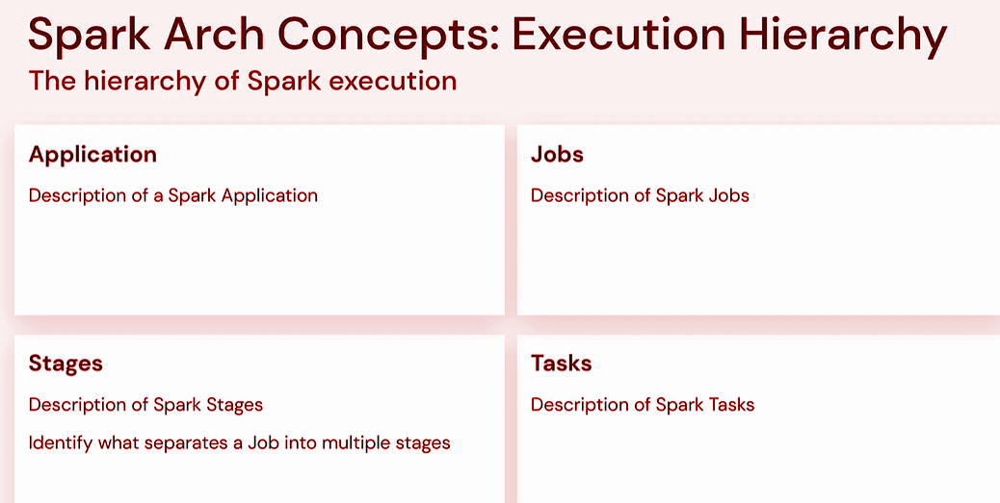 Spark Arch Concepts: Execution Hierarchy
The hierarchy of Spark execution
Application
Description of a Spark Application
Jobs
Description of Spark Jobs
Stages
Description of Spark Stages
Identify what separates a Job into multiple stages
Tasks
Description of Spark Tasks